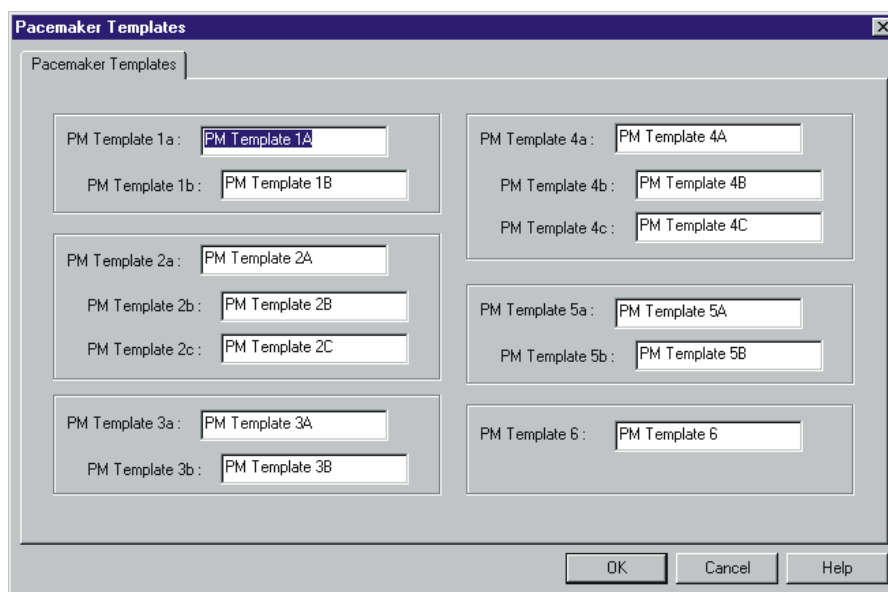 Pacemaker Templates
Pacemaker Templates
PM Template 1a : PM Template 1A
PM Template 1b : PM Template 1B
PM Template 2a : PM Template 2A
PM Template 2b : PM Template 2B
PM Template 2c : PM Template 2C
PM Template 3a : PM Template 3A
PM Template 3b : PM Template 3B
PM Template 4a : PM Template 4A
PM Template 4b : PM Template 4B
PM Template 4c : PM Template 4C
PM Template 5a : PM Template 5A
PM Template 5b : PM Template 5B
PM Template 6 : PM Template 6
OK Cancel Help